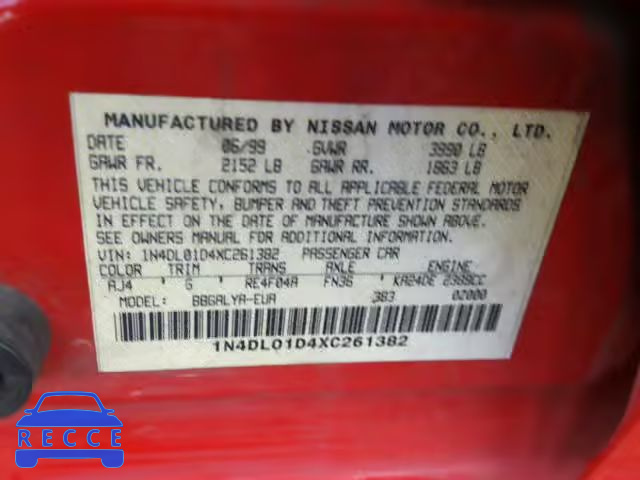 MANUFACTURED BY NISSAN MOTOR CO., LTD.
DATE 06/99 GVWR 3990 LB
GAWR FR. 2152 LB GAWR RR. 1863 LB
THIS VEHICLE CONFORMS TO ALL APPLICABLE FEDERAL MOTOR
VEHICLE SAFETY, BUMPER AND THEFT PREVENTION STANDARDS
IN EFFECT ON THE DATE OF MANUFACTURE SHOWN ABOVE.
SEE OWNERS MANUAL FOR ADDITIONAL INFORMATION
VIN: 1N4DL01D4XC261382 PASSENGER CAR
COLOR TRIM TRANS AXLE ENGINE
AJ4 G RE4F04A FN36 KA24DE 2389CC
MODEL: BBGALYA-EUA 383 02000
1N4DL01D4XC261382
RECCE